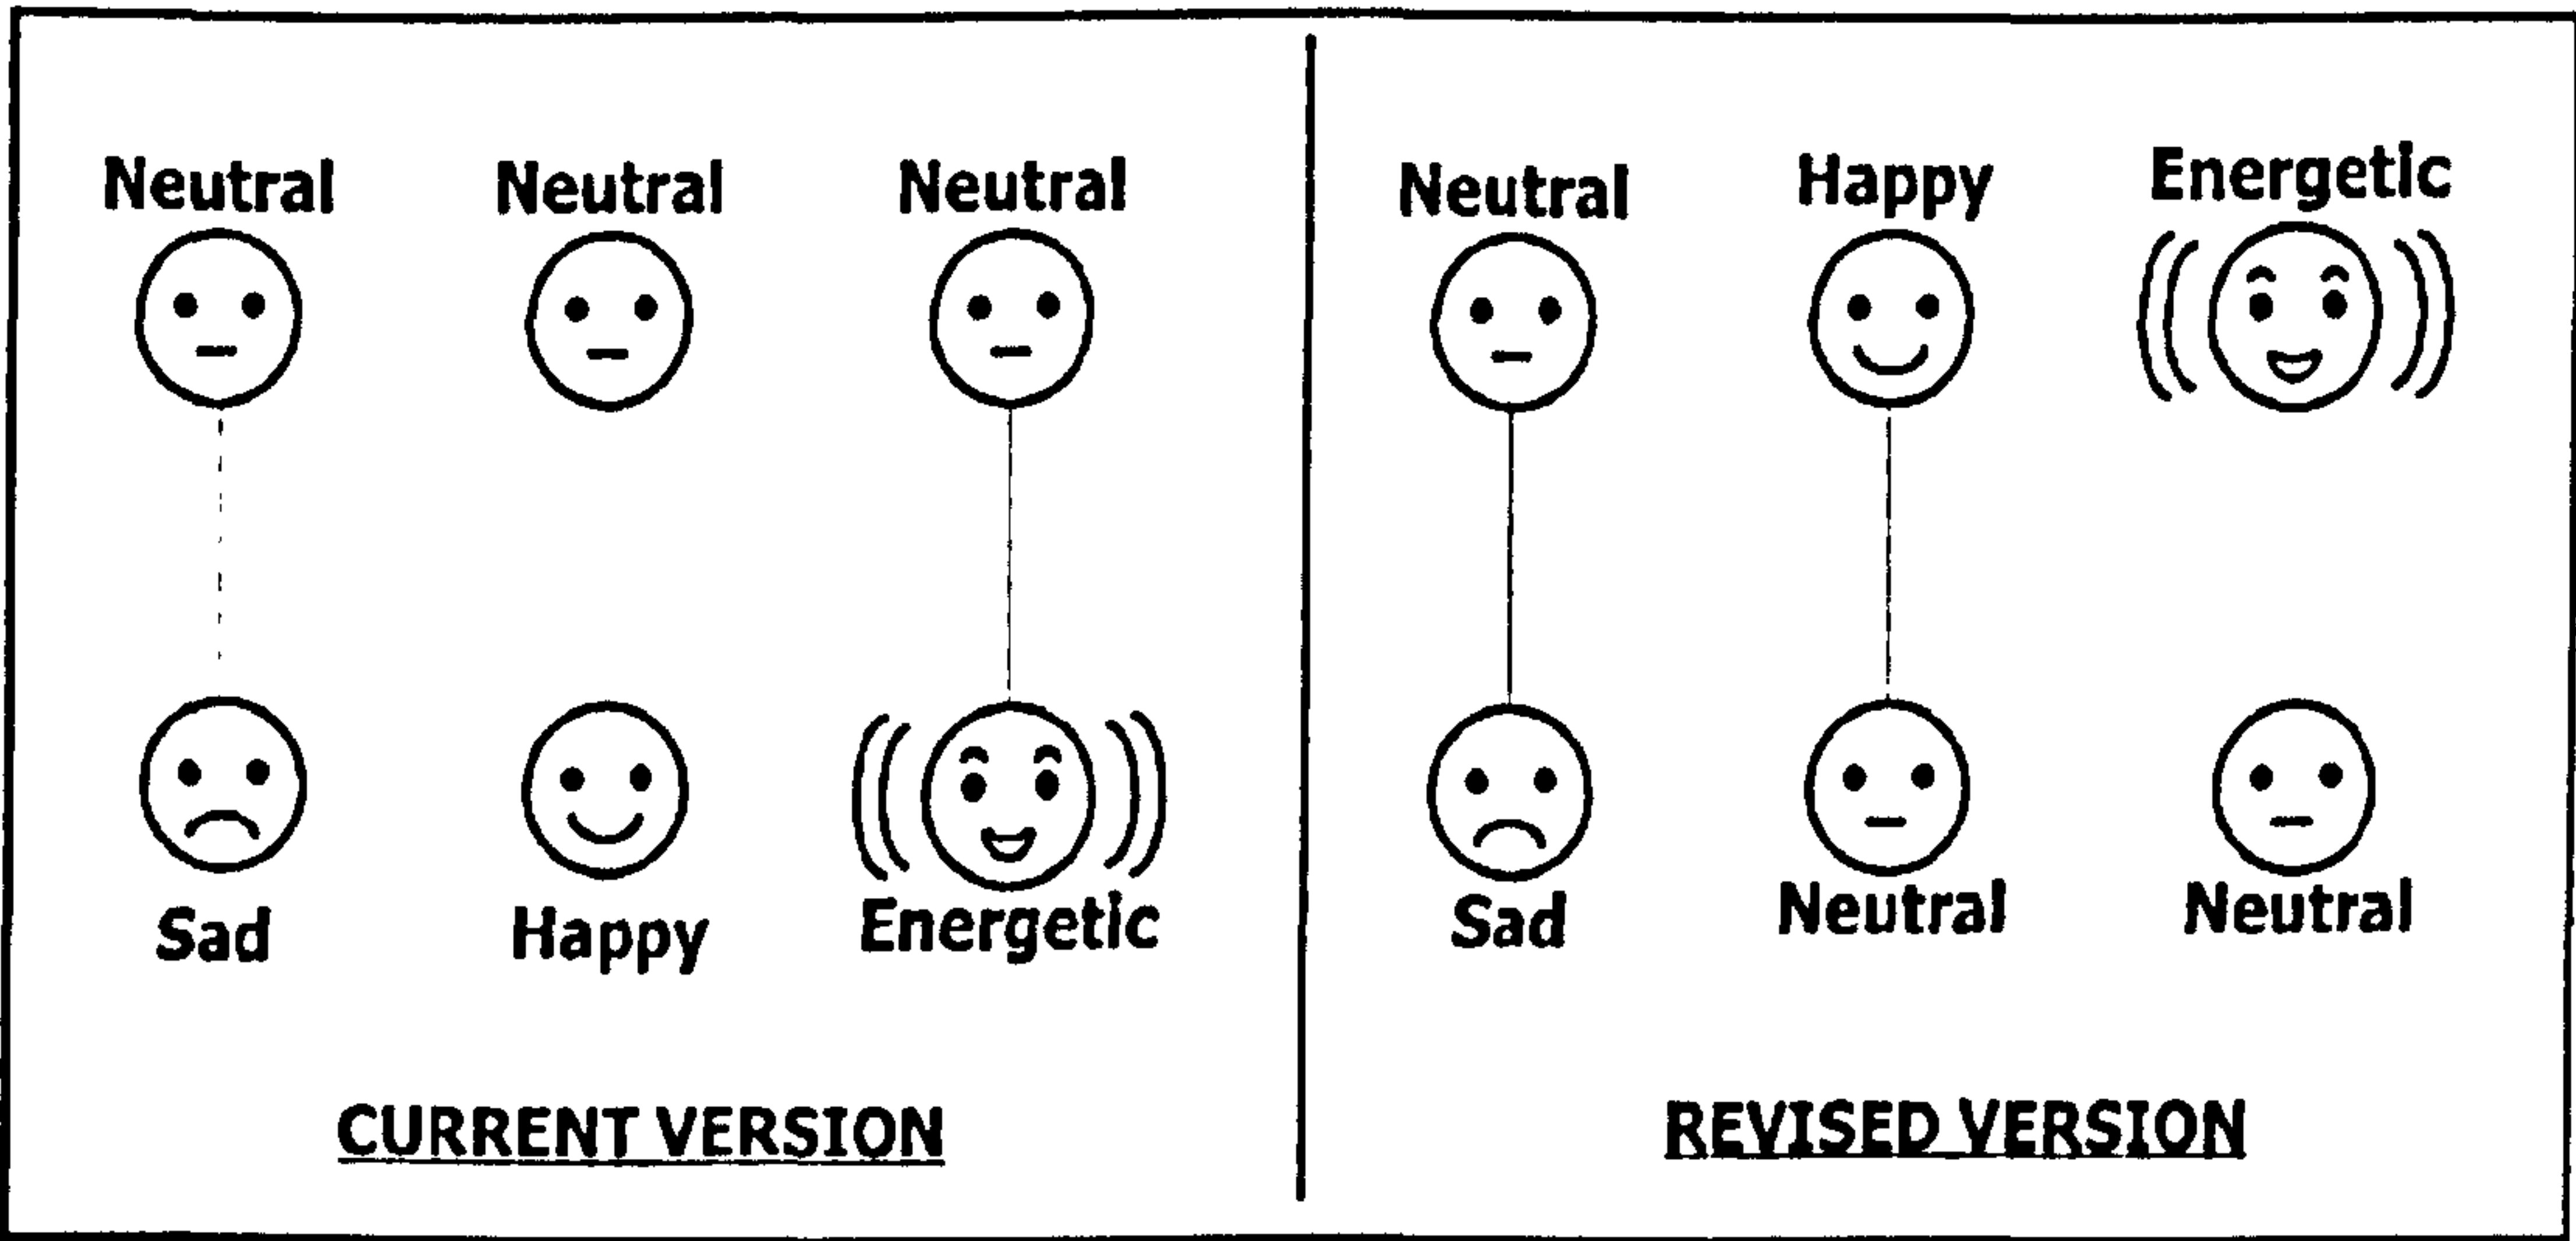 Neutral Neutral Neutral
Sad Happy Energetic
CURRENT VERSION
Neutral Happy Energetic
Sad Neutral Neutral
REVISED VERSION